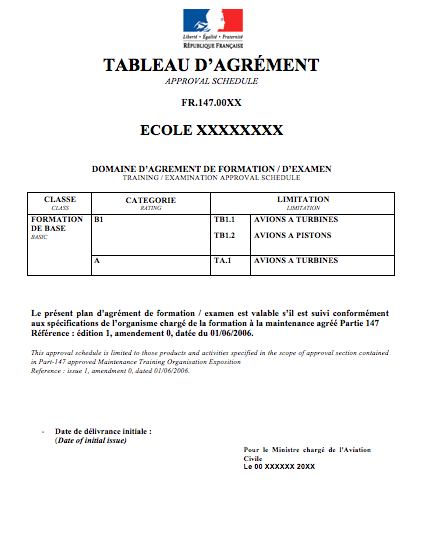 Liberté • Égalité • Fraternité
RÉPUBLIQUE FRANÇAISE
TABLEAU D’AGRÉMENT
APPROVAL SCHEDULE
FR.147.00XX
ECOLE XXXXXXXX
DOMAINE D’AGREMENT DE FORMATION / D’EXAMEN
TRAINING / EXAMINATION APPROVAL SCHEDULE
CLASSE CATEGORIE LIMITATION
CLASS RATING LIMITATION
FORMATION DE BASE
BASIC
B1 TB1.1 AVIONS A TURBINES
TB1.2 AVIONS A PISTONS
A TA.1 AVIONS A TURBINES
Le présent plan d’agrément de formation / examen est valable s’il est suivi conformément
aux spécifications de l’organisme chargé de la formation à la maintenance agréé Partie 147
Référence : édition 1, amendement 0, datée du 01/06/2006.
This approval schedule is limited to those products and activities specified in the scope of approval section contained
in Part-147 approved Maintenance Training Organisation Exposition
Reference : issue 1, amendment 0, dated 01/06/2006.
- Date de délivrance initiale :
(Date of initial issue)
Pour le Ministre chargé de l'Aviation
Civile
Le 00 XXXXXX 20XX